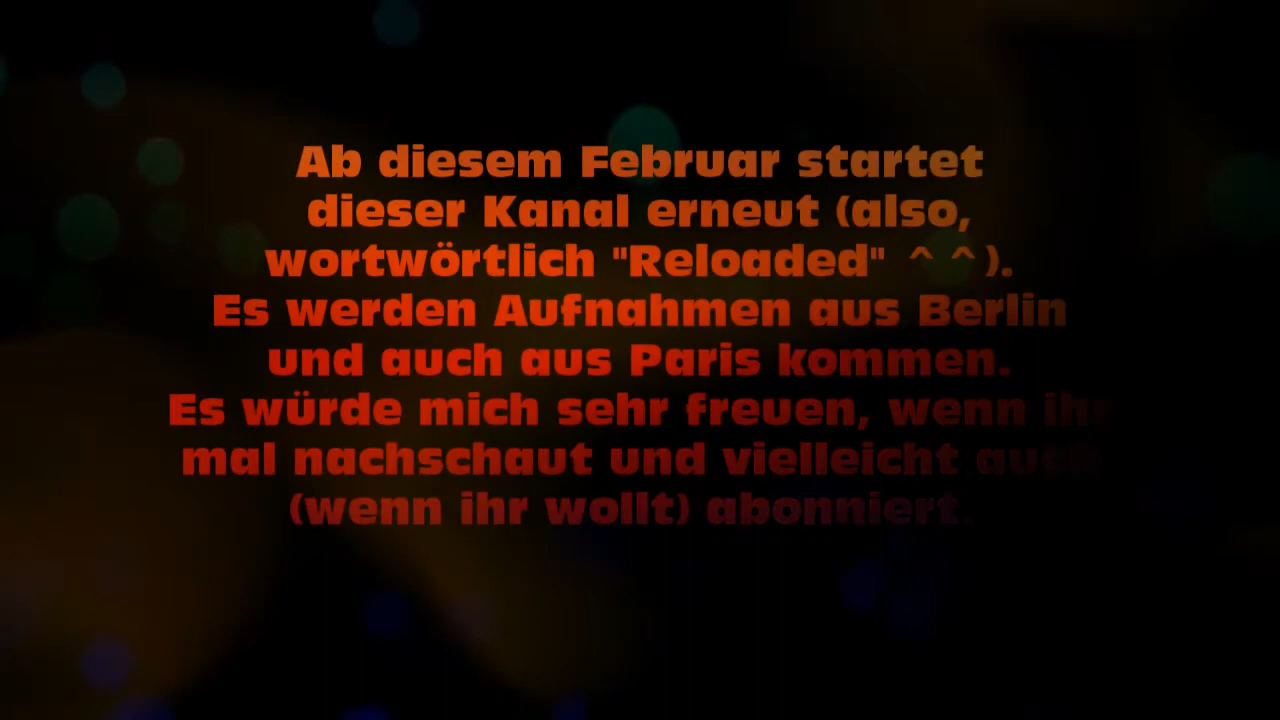 Ab diesem Februar startet
dieser Kanal erneut (also,
wortwörtlich "Reloaded" ^^).
Es werden Aufnahmen aus Berlin
und auch aus Paris kommen.
Es würde mich sehr freuen, wenn ihr
mal nachschaut und vielleicht auch
(wenn ihr wollt) abonniert.